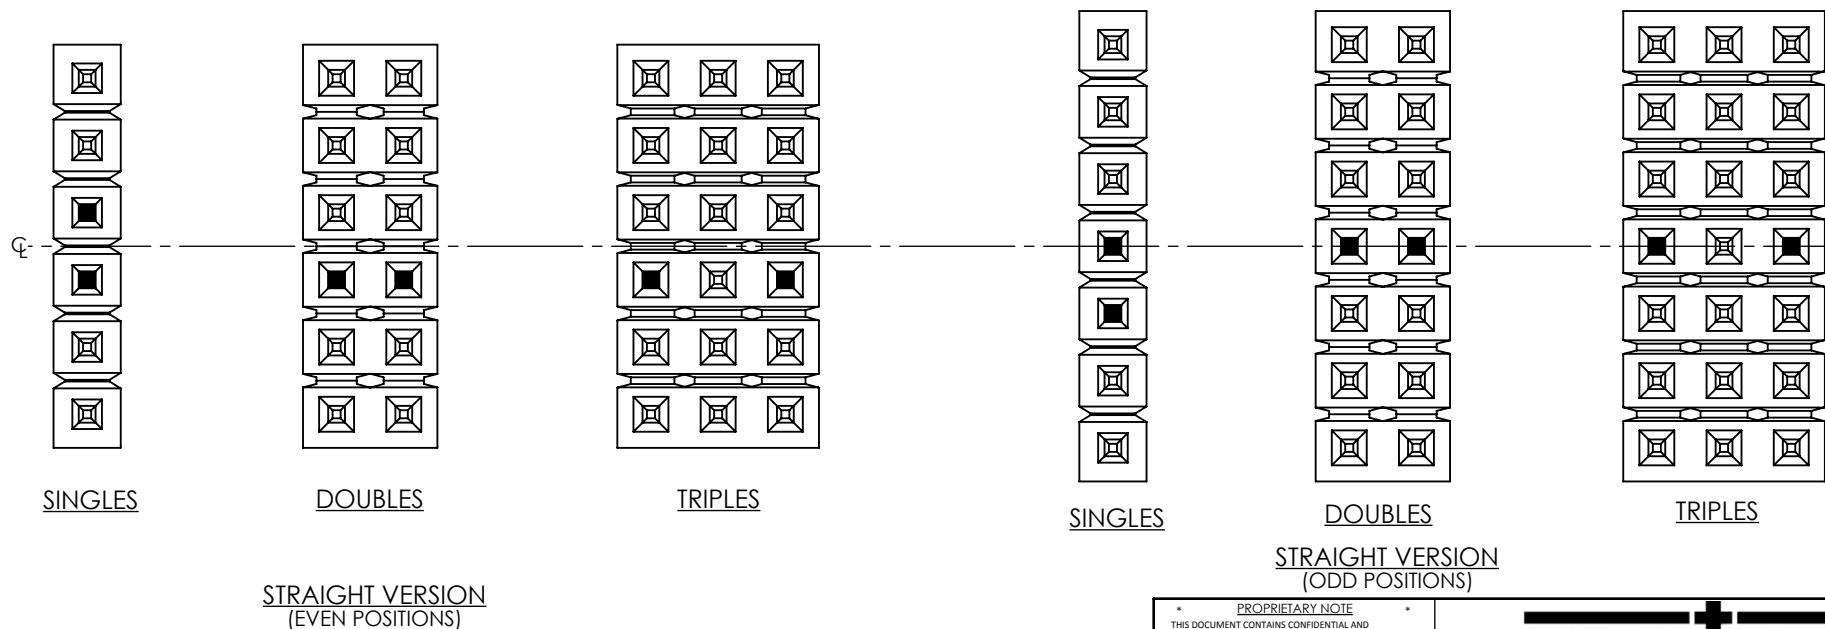 ℄
SINGLES
DOUBLES
TRIPLES
STRAIGHT VERSION
(EVEN POSITIONS)
SINGLES
DOUBLES
TRIPLES
STRAIGHT VERSION
(ODD POSITIONS)
* PROPRIETARY NOTE *
THIS DOCUMENT CONTAINS CONFIDENTIAL AND